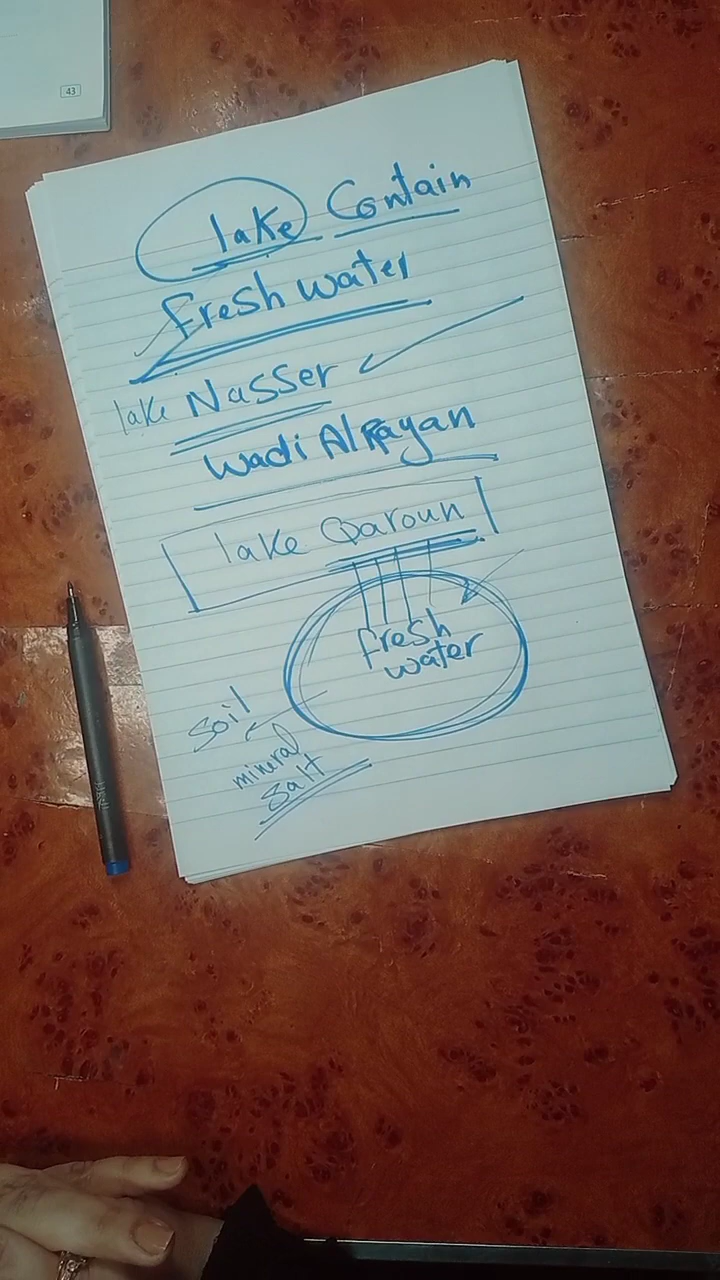 43
lake Contain
fresh water
lake Nasser
Wadi AlRayan
lake Qaroun
fresh
water
soil
mineral
salt